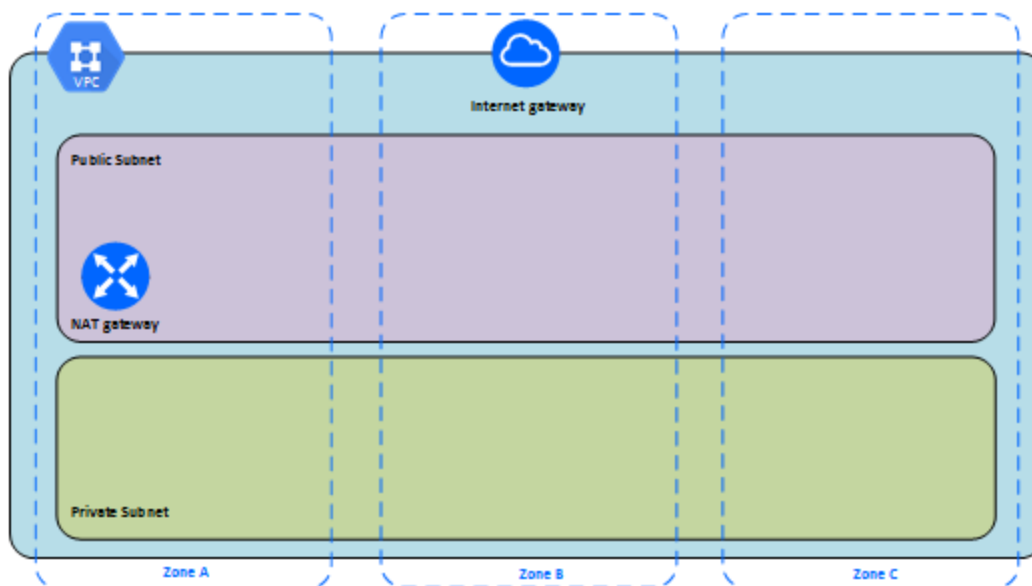 VPC
Internet gateway
Public Subnet
NAT gateway
Private Subnet
Zone A
Zone B
Zone C